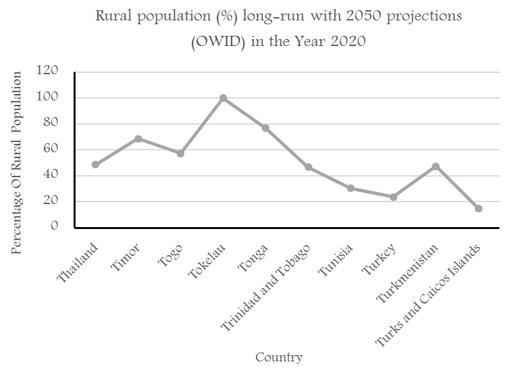 Rural population (%) long-run with 2050 projections
(OWID) in the Year 2020
Percentage Of Rural Population
120
100
80
60
40
20
0
Thailand
Timor
Togo
Tokelau
Tonga
Trinidad and Tobago
Tunisia
Turkey
Turkmenistan
Turks and Caicos Islands
Country